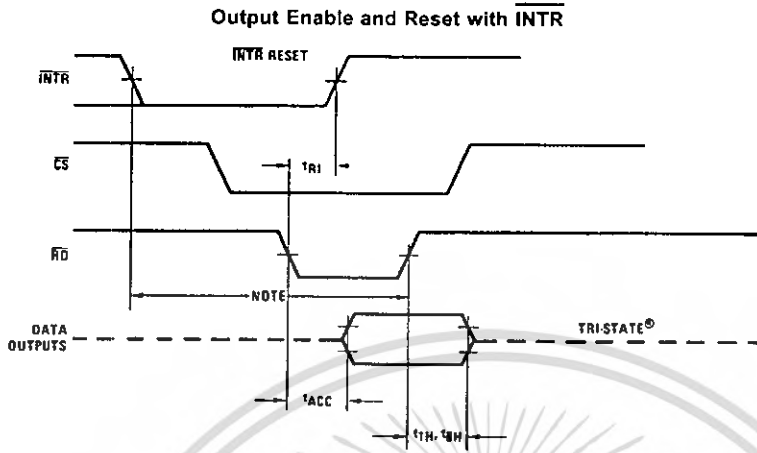 Output Enable and Reset with INTR
INTR RESET
INTR
CS
tRI
RD
NOTE
DATA
OUTPUTS
TRI-STATE®
tACC
tTH, t0H